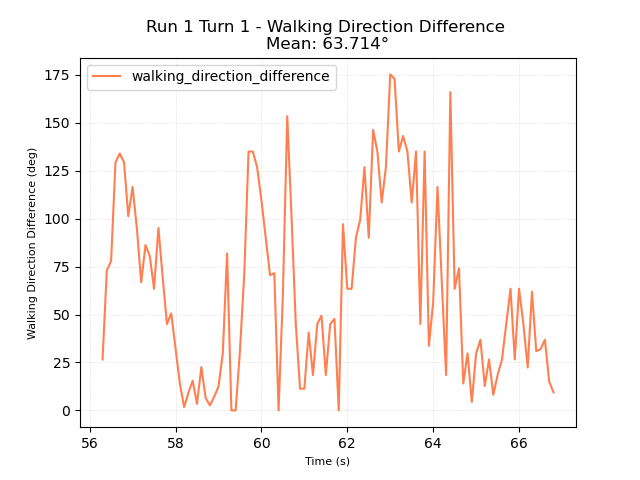 Run 1 Turn 1 - Walking Direction Difference
Mean: 63.714°
walking_direction_difference
175
150
125
100
75
50
25
0
Walking Direction Difference (deg)
56
58
60
62
64
66
Time (s)